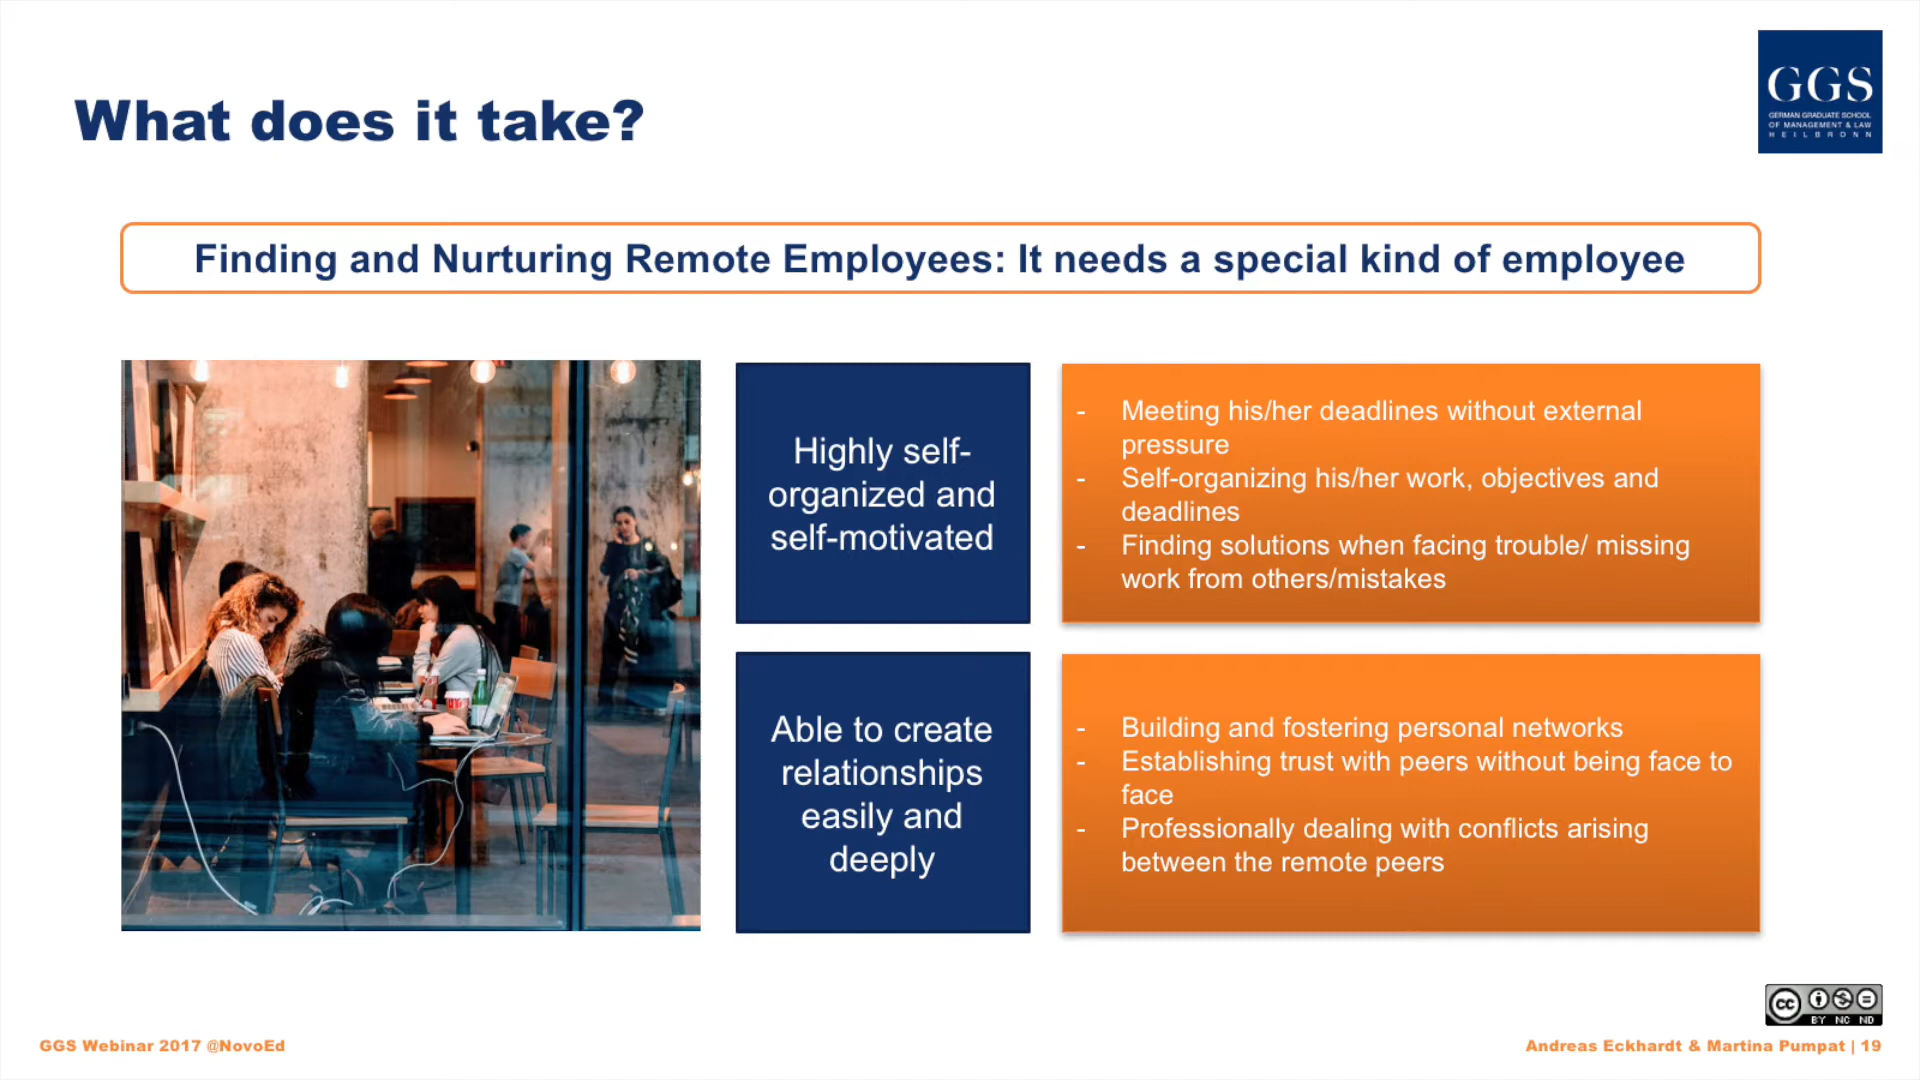 What does it take?
GGS
GERMAN GRADUATE SCHOOL
OF MANAGEMENT & LAW
HEILBRONN
Finding and Nurturing Remote Employees: It needs a special kind of employee
Highly self-
organized and
self-motivated
- Meeting his/her deadlines without external
pressure
- Self-organizing his/her work, objectives and
deadlines
- Finding solutions when facing trouble/ missing
work from others/mistakes
Able to create
relationships
easily and
deeply
- Building and fostering personal networks
- Establishing trust with peers without being face to
face
- Professionally dealing with conflicts arising
between the remote peers
cc
BY NC ND
GGS Webinar 2017 @NovoEd
Andreas Eckhardt & Martina Pumpat | 19